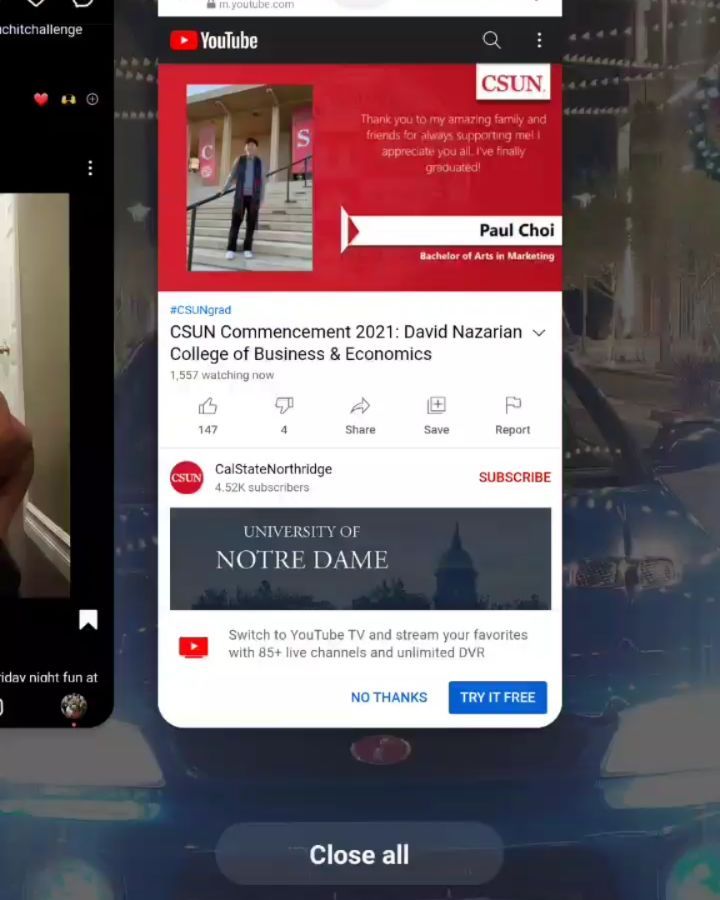 chitchallenge
m.youtube.com
YouTube
CSUN.
Thank you to my amazing family and
friends for always supporting me! I
appreciate you all. I've finally
graduated!
C
S
Paul Choi
Bachelor of Arts in Marketing
#CSUNgrad
CSUN Commencement 2021: David Nazarian
College of Business & Economics
1,557 watching now
147
4
Share
Save
Report
CSUN
CalStateNorthridge
4.52K subscribers
SUBSCRIBE
UNIVERSITY OF
NOTRE DAME
Switch to YouTube TV and stream your favorites
with 85+ live channels and unlimited DVR
riday night fun at
NO THANKS
TRY IT FREE
Close all